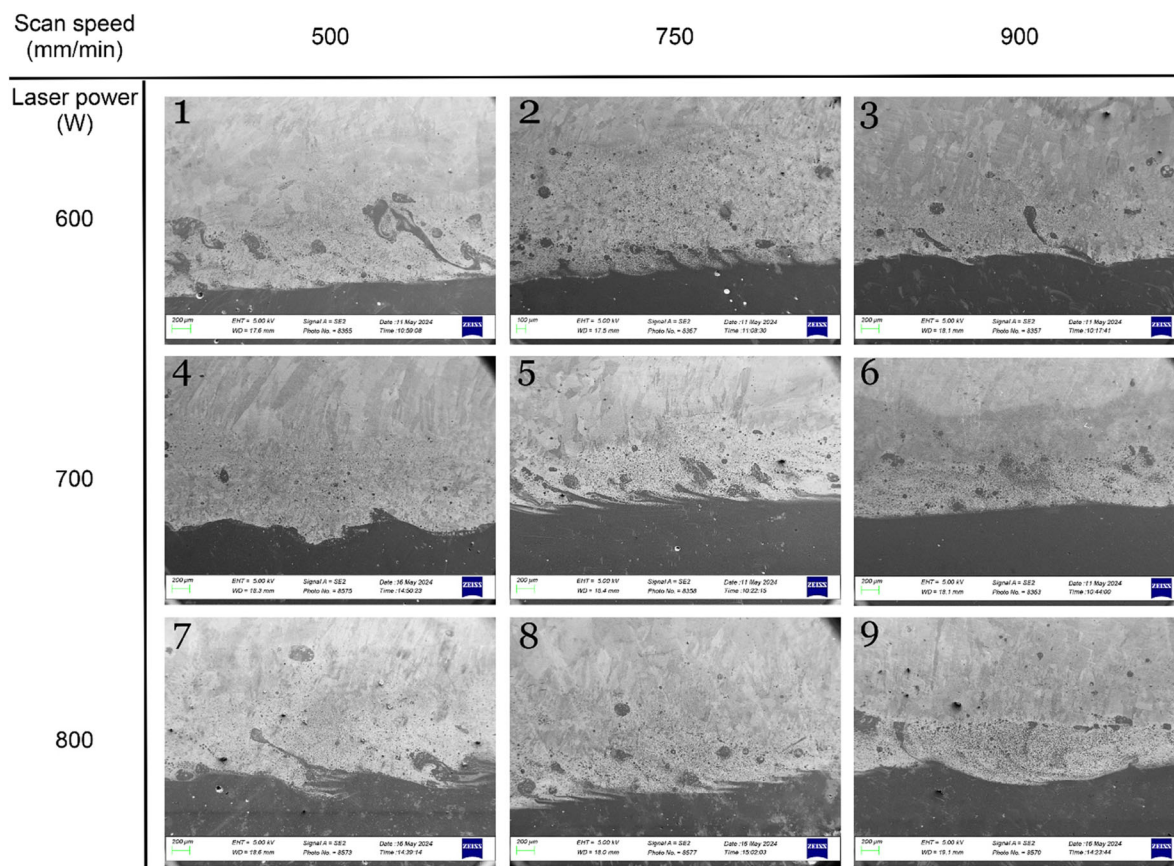 Scan speed
(mm/min)
500
750
900
Laser power
(W)
600
1
200 µm
EHT = 5.00 kV
Signal A = SE2
Date :11 May 2024
WD = 17.6 mm
Photo No. = 8365
Time :10:59:08
ZEISS
2
100 µm
EHT = 5.00 kV
Signal A = SE2
Date :11 May 2024
WD = 17.5 mm
Photo No. = 8367
Time :11:08:30
ZEISS
3
200 µm
EHT = 5.00 kV
Signal A = SE2
Date :11 May 2024
WD = 18.1 mm
Photo No. = 8357
Time :10:17:41
ZEISS
700
4
200 µm
EHT = 5.00 kV
Signal A = SE2
Date :16 May 2024
WD = 18.3 mm
Photo No. = 8575
Time :14:50:23
ZEISS
5
200 µm
EHT = 5.00 kV
Signal A = SE2
Date :11 May 2024
WD = 18.4 mm
Photo No. = 8358
Time :10:22:15
ZEISS
6
200 µm
EHT = 5.00 kV
Signal A = SE2
Date :11 May 2024
WD = 18.1 mm
Photo No. = 8363
Time :10:44:00
ZEISS
800
7
200 µm
EHT = 5.00 kV
Signal A = SE2
Date :16 May 2024
WD = 18.6 mm
Photo No. = 8573
Time :14:39:14
ZEISS
8
200 µm
EHT = 5.00 kV
Signal A = SE2
Date :16 May 2024
WD = 18.0 mm
Photo No. = 8577
Time :15:02:03
ZEISS
9
200 µm
EHT = 5.00 kV
Signal A = SE2
Date :16 May 2024
WD = 19.1 mm
Photo No. = 8570
Time :14:23:44
ZEISS